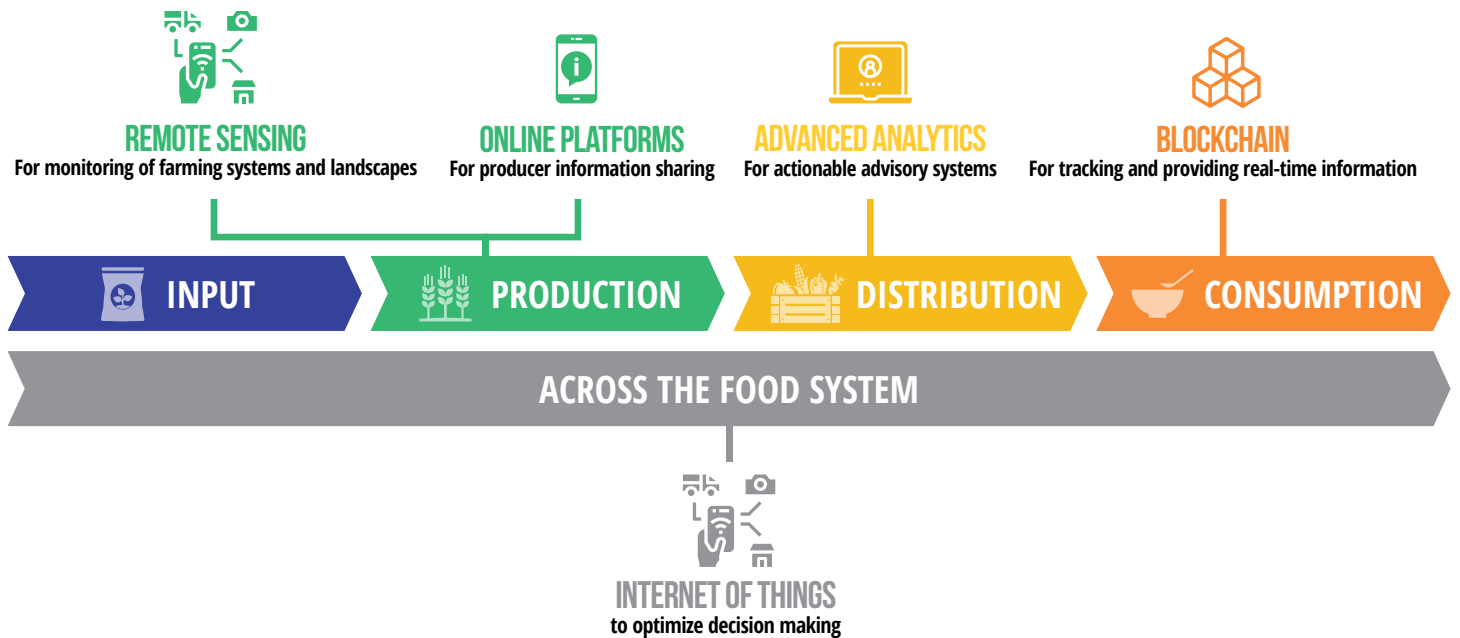 REMOTE SENSING
For monitoring of farming systems and landscapes
ONLINE PLATFORMS
For producer information sharing
ADVANCED ANALYTICS
For actionable advisory systems
BLOCKCHAIN
For tracking and providing real-time information
INPUT
PRODUCTION
DISTRIBUTION
CONSUMPTION
ACROSS THE FOOD SYSTEM
INTERNET OF THINGS
to optimize decision making